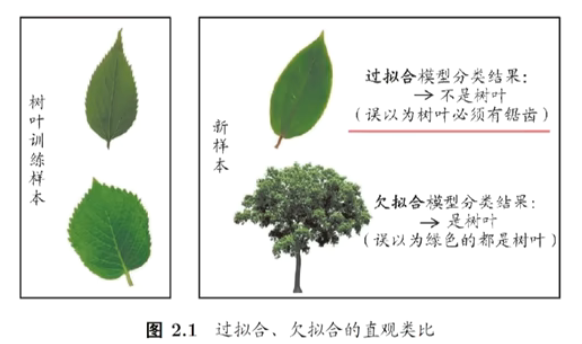 树叶训练样本
新样本
过拟合模型分类结果：
→ 不是树叶
（误以为树叶必须有锯齿）
欠拟合模型分类结果：
→ 是树叶
（误以为绿色的都是树叶）
图 2.1 过拟合、欠拟合的直观类比